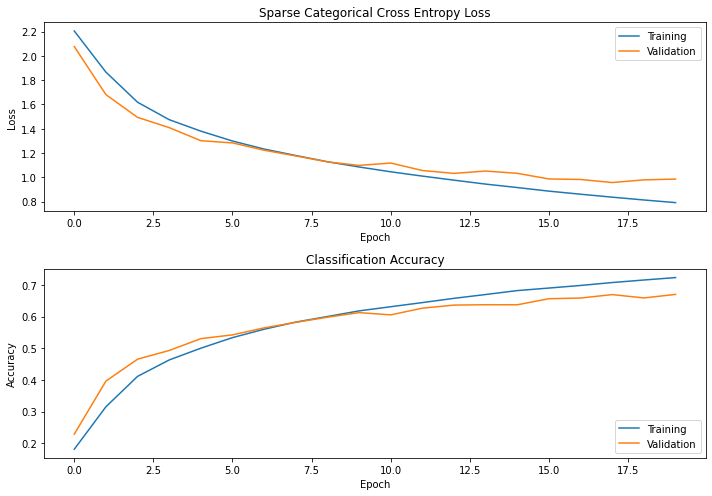 Sparse Categorical Cross Entropy Loss
2.2
2.0
1.8
1.6
1.4
1.2
1.0
0.8
Loss
Training
Validation
0.0 2.5 5.0 7.5 10.0 12.5 15.0 17.5
Epoch
Classification Accuracy
0.7
0.6
0.5
0.4
0.3
0.2
Accuracy
Training
Validation
0.0 2.5 5.0 7.5 10.0 12.5 15.0 17.5
Epoch